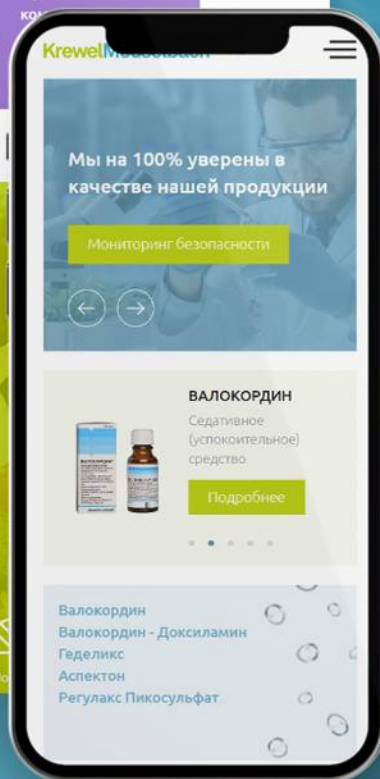 Krewel
Мы на 100% уверены в
качестве нашей продукции
Мониторинг безопасности
ВАЛОКОРДИН
Седативное
(успокоительное)
средство
Подробнее
Валокордин
Валокордин - Доксиламин
Геделикс
Аспектон
Регулакс Пикосульфат